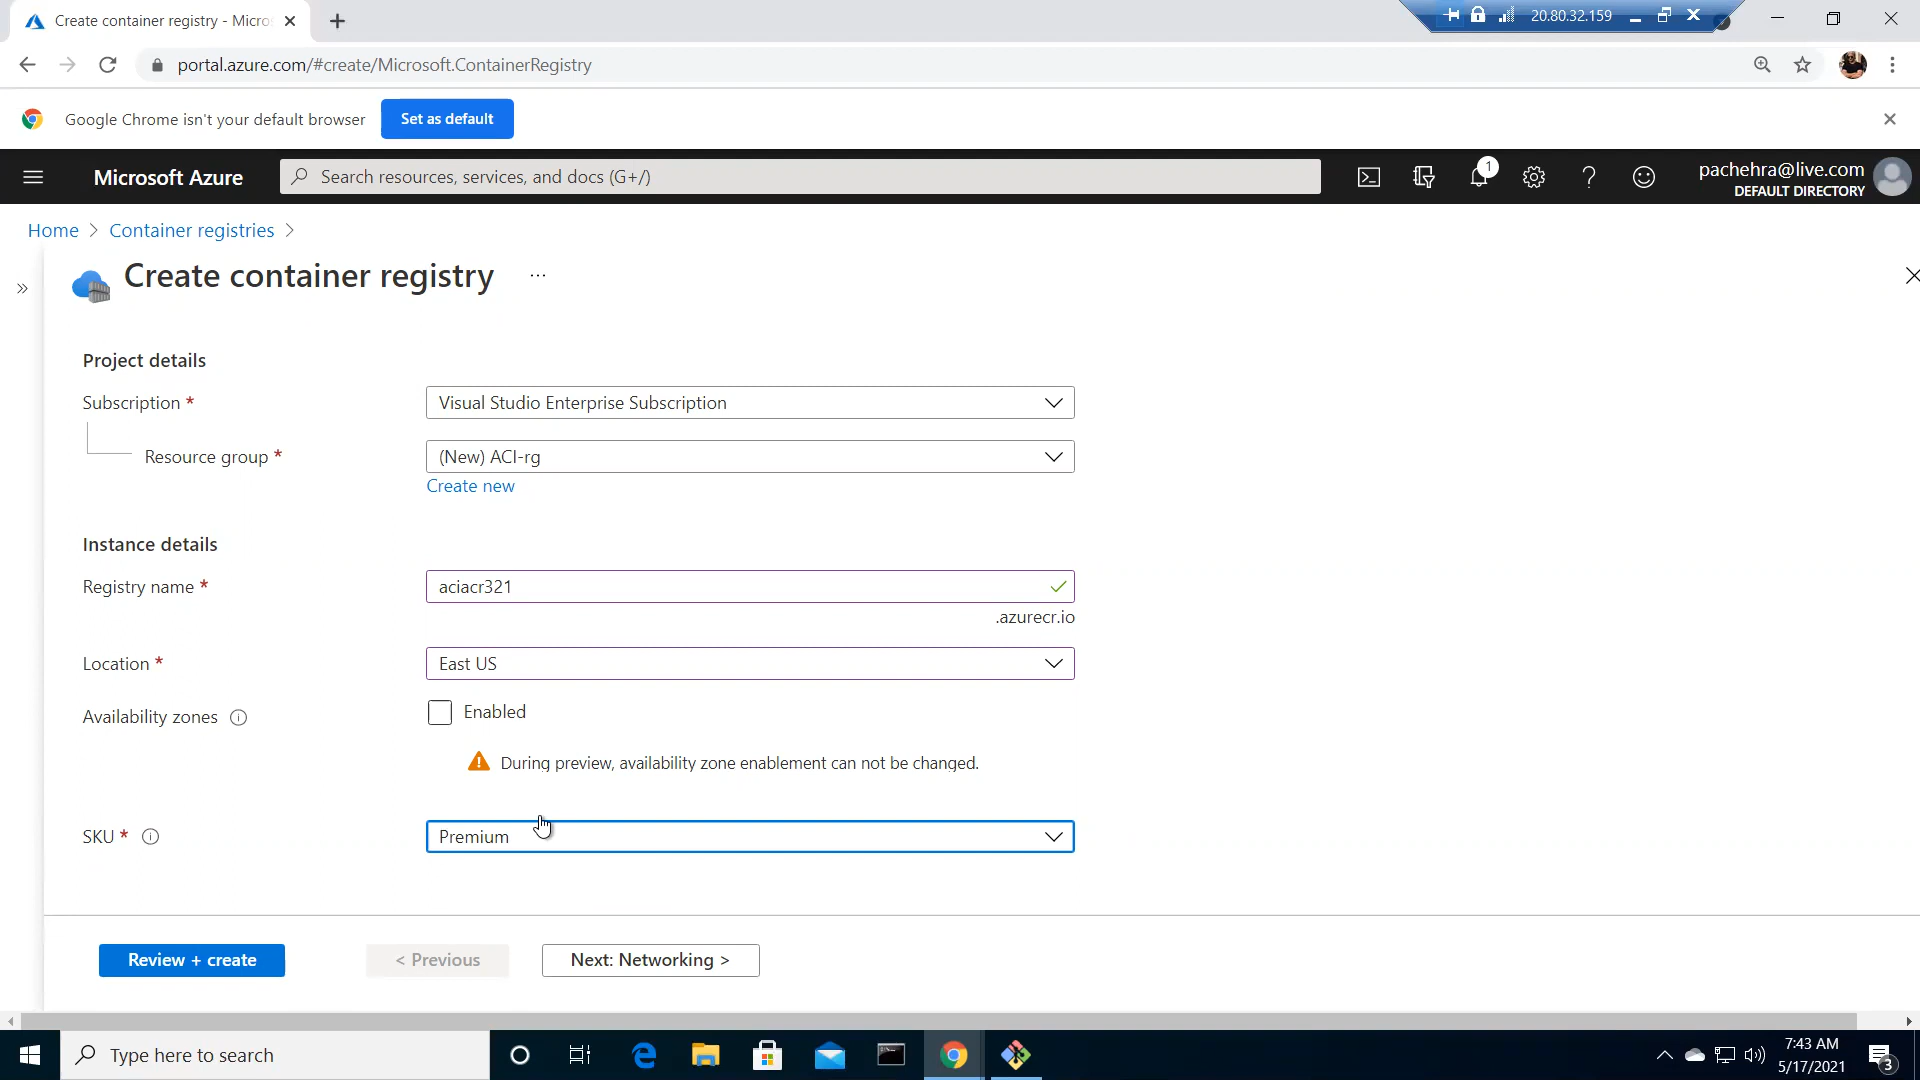 Create container registry - Micro
20.80.32.159
portal.azure.com/#create/Microsoft.ContainerRegistry
Google Chrome isn't your default browser
Set as default
Microsoft Azure
Search resources, services, and docs (G+/)
1
pachehra@live.com
DEFAULT DIRECTORY
Home > Container registries >
Create container registry ...
Project details
Subscription *
Visual Studio Enterprise Subscription
Resource group *
(New) ACI-rg
Create new
Instance details
Registry name *
aciacr321
.azurecr.io
Location *
East US
Availability zones
Enabled
During preview, availability zone enablement can not be changed.
SKU *
Premium
Review + create
< Previous
Next: Networking >
Type here to search
7:43 AM
5/17/2021
3